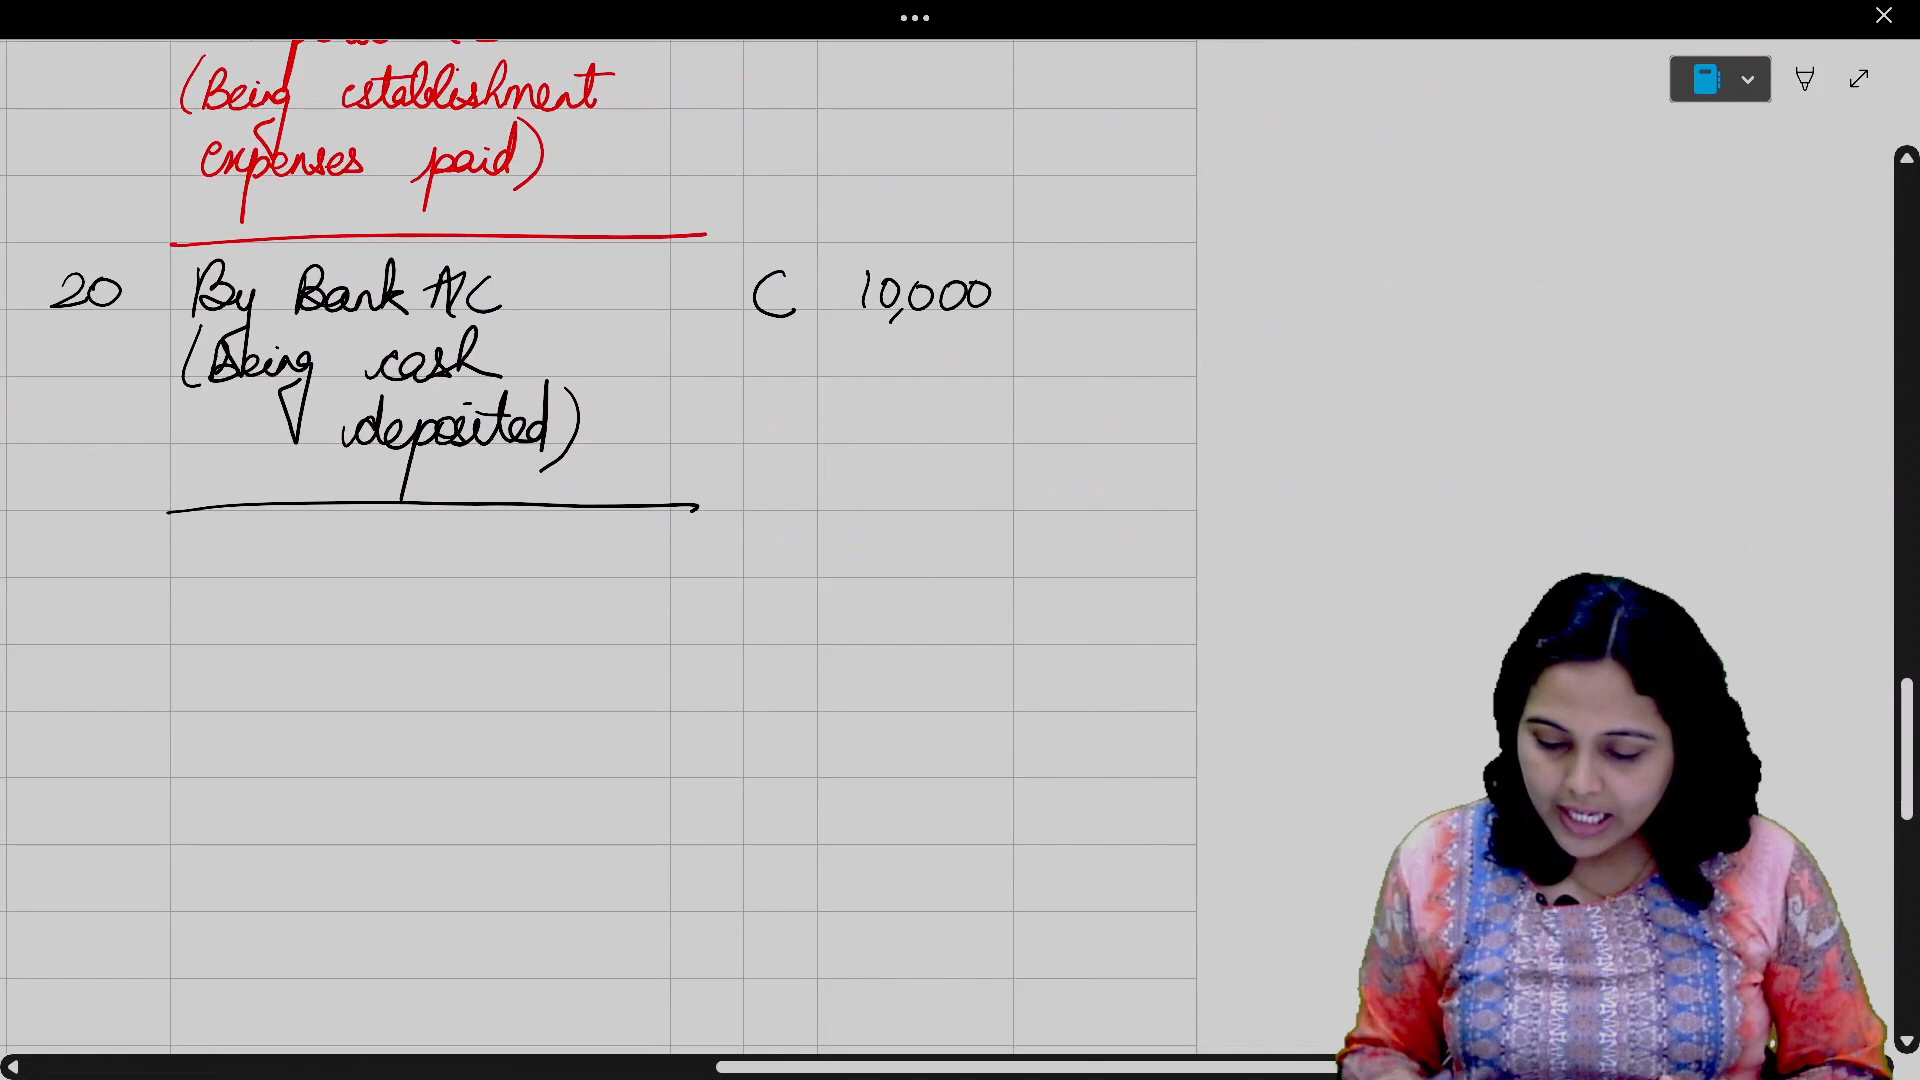 (Being establishment
expenses paid)
20 By Bank A/C C 10,000
(Being cash
deposited)